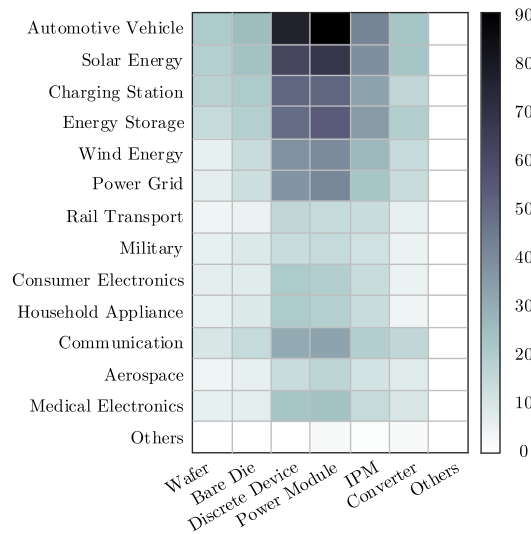 Automotive Vehicle
Solar Energy
Charging Station
Energy Storage
Wind Energy
Power Grid
Rail Transport
Military
Consumer Electronics
Household Appliance
Communication
Aerospace
Medical Electronics
Others
Wafer
Bare Die
Discrete Device
Power Module
IPM
Converter
Others
90
80
70
60
50
40
30
20
10
0